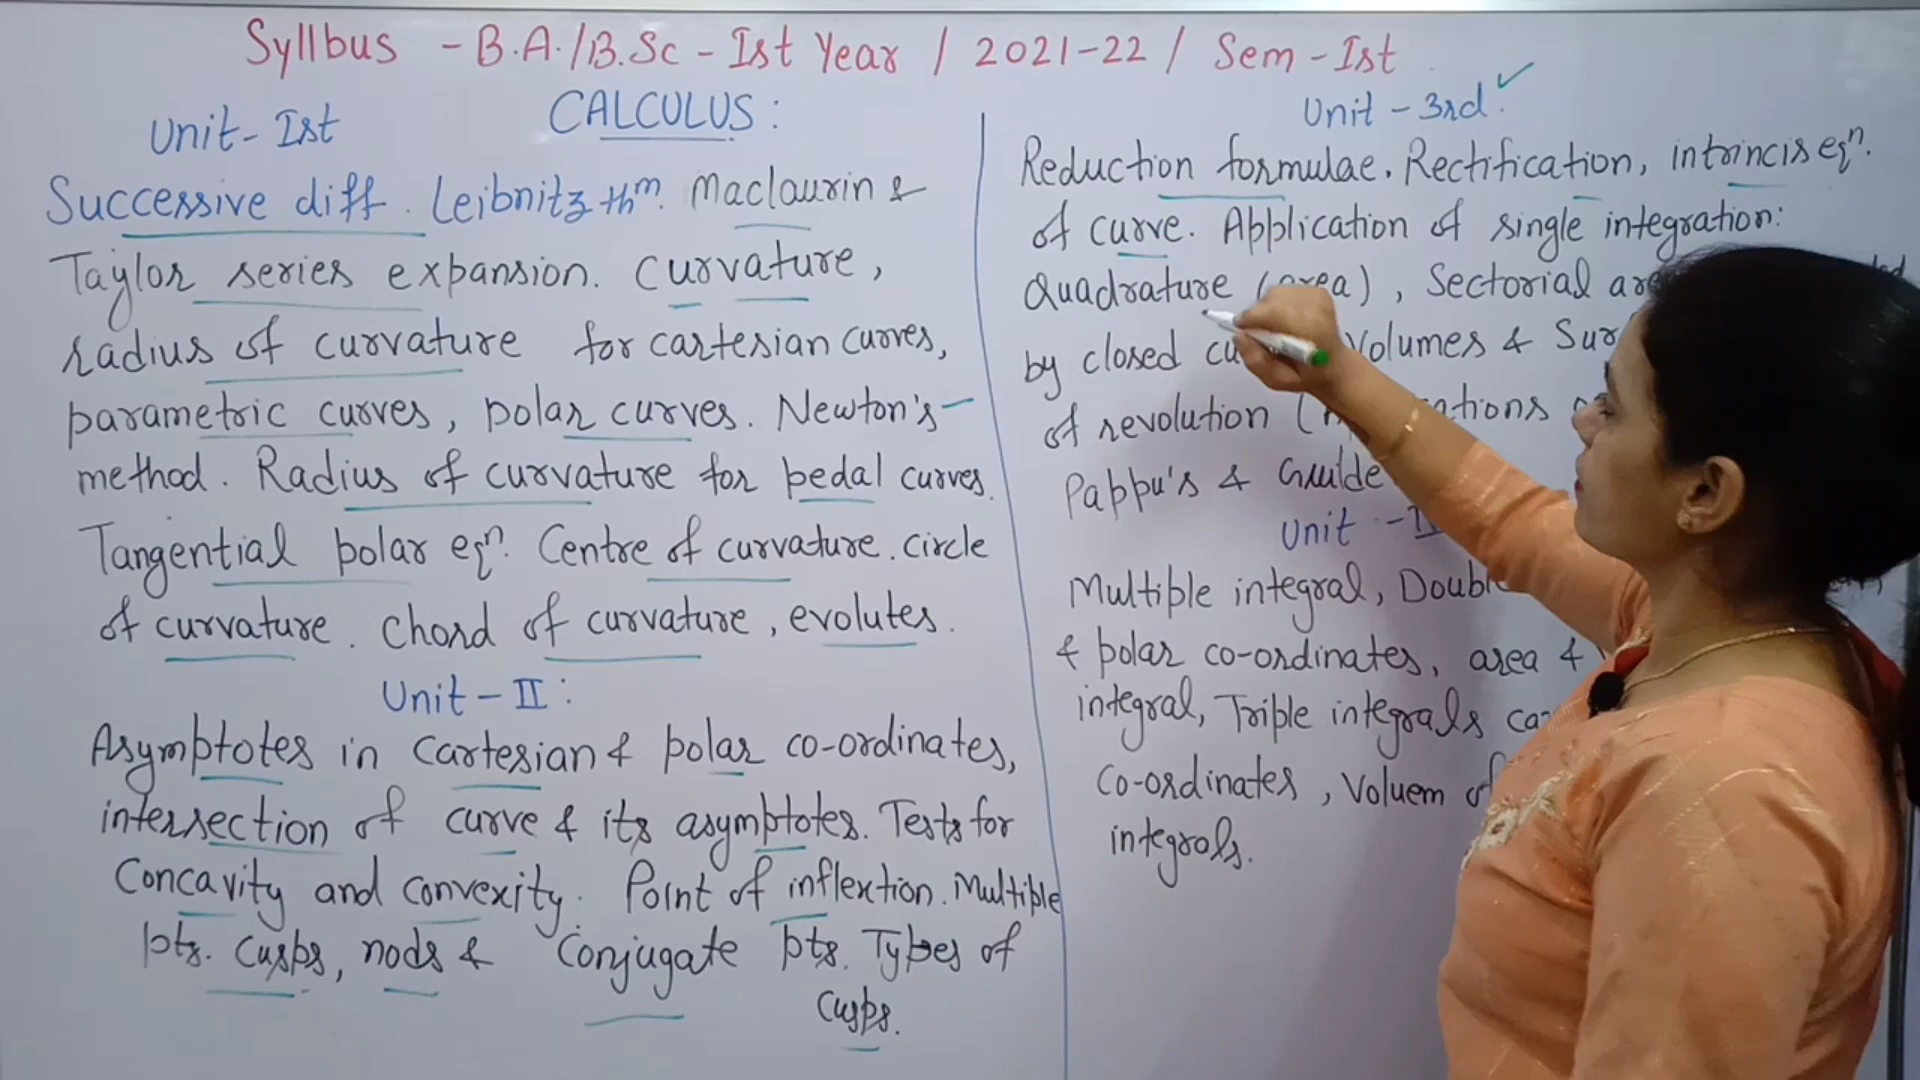 Syllbus - B.A./B.Sc - Ist Year / 2021-22 / Sem - Ist
CALCULUS :
Unit - Ist
Successive diff. Leibnitz thm. Maclaurin &
Taylor series expansion. Curvature,
radius of curvature for cartesian curves,
parametric curves, polar curves. Newton's
method. Radius of curvature for pedal curves.
Tangential polar eqn. Centre of curvature. circle
of curvature. Chord of curvature, evolutes.
Unit - II :
Asymptotes in Cartesian & polar co-ordinates,
intersection of curve & its asymptotes. Tests for
Concavity and convexity. Point of inflextion. Multiple
pts. Cusps, nods & Conjugate pts. Types of
Cusps.
Unit - 3rd.
Reduction formulae. Rectification, intrincis eqn.
of curve. Application of single integration:
Quadrature (area), Sectorial
by closed Volumes &
of revolution
Pappu's &
Unit -
Multiple integral,
& polar co-ordinates, area &
integral, Triple integrals
Co-ordinates, Voluem of
integrals.